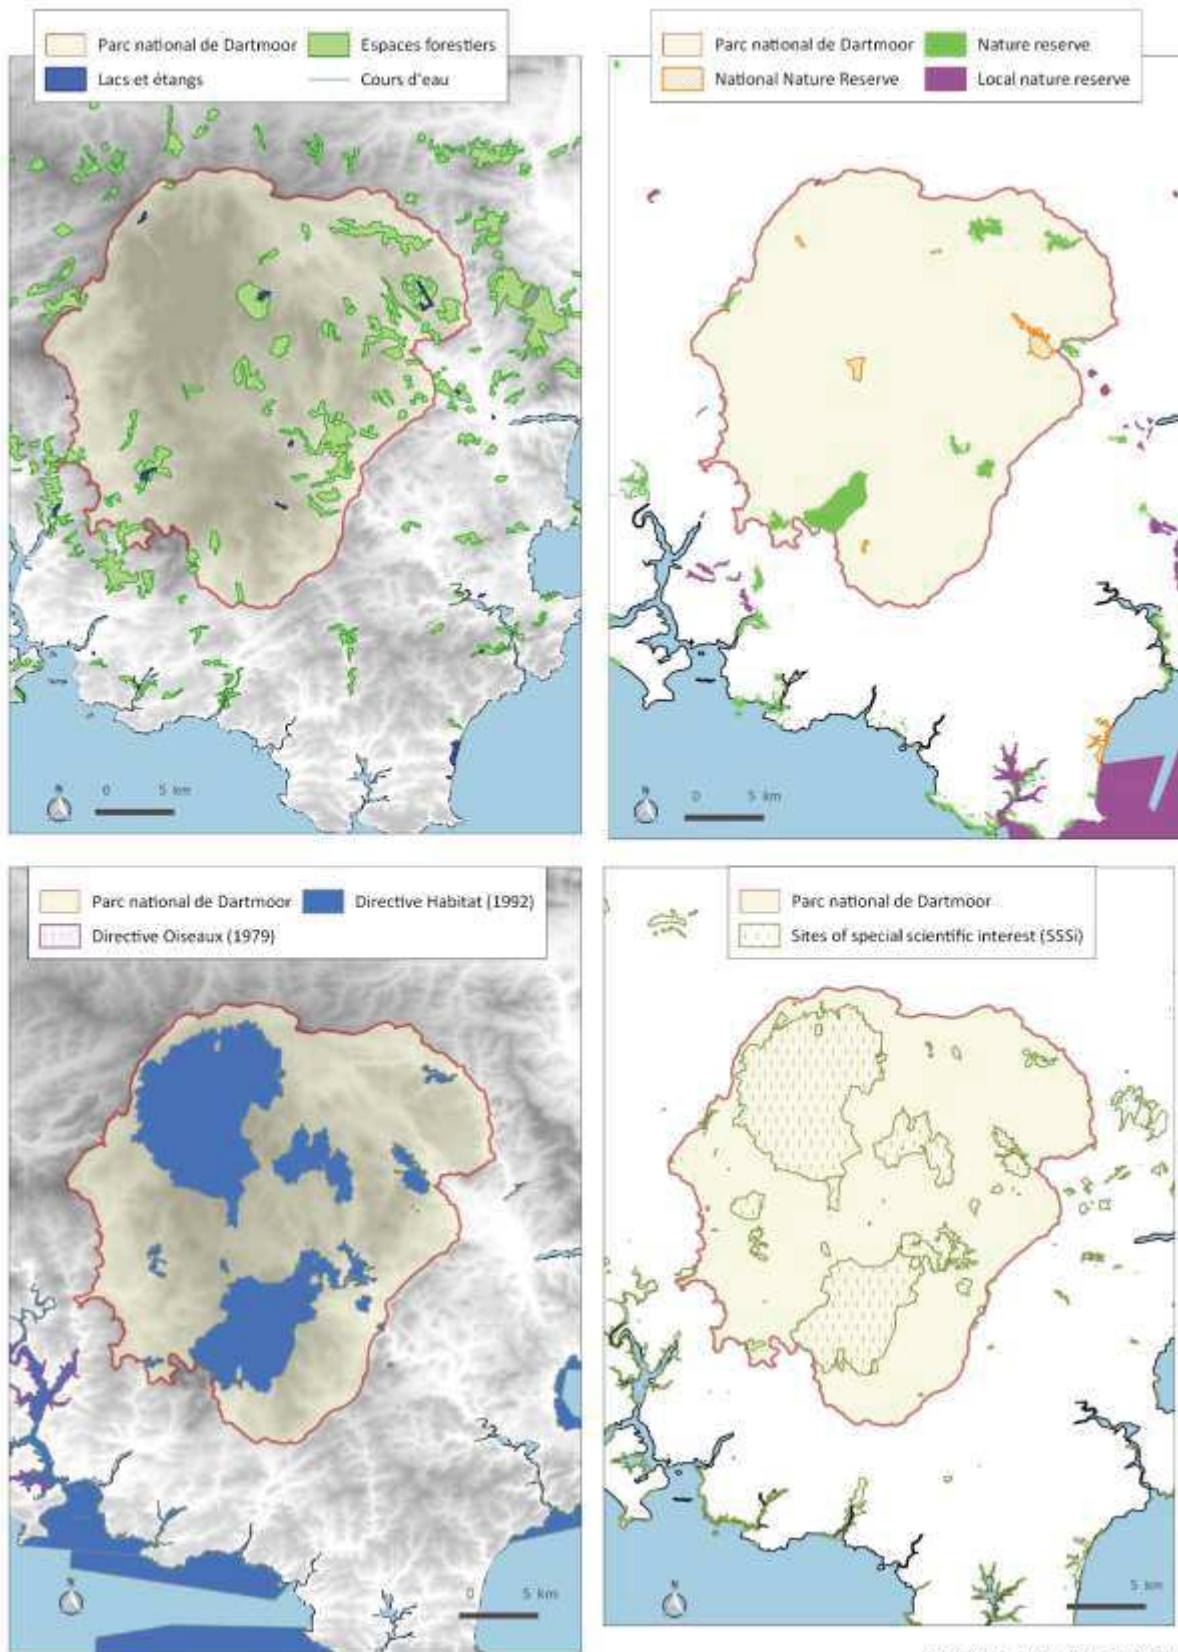 Parc national de Dartmoor Espaces forestiers
Lacs et étangs Cours d'eau
N 0 5 km
Parc national de Dartmoor Nature reserve
National Nature Reserve Local nature reserve
N 0 5 km
Parc national de Dartmoor Directive Habitat (1992)
Directive Oiseaux (1979)
N 0 5 km
Parc national de Dartmoor
Sites of special scientific interest (SSSi)
N 5 km